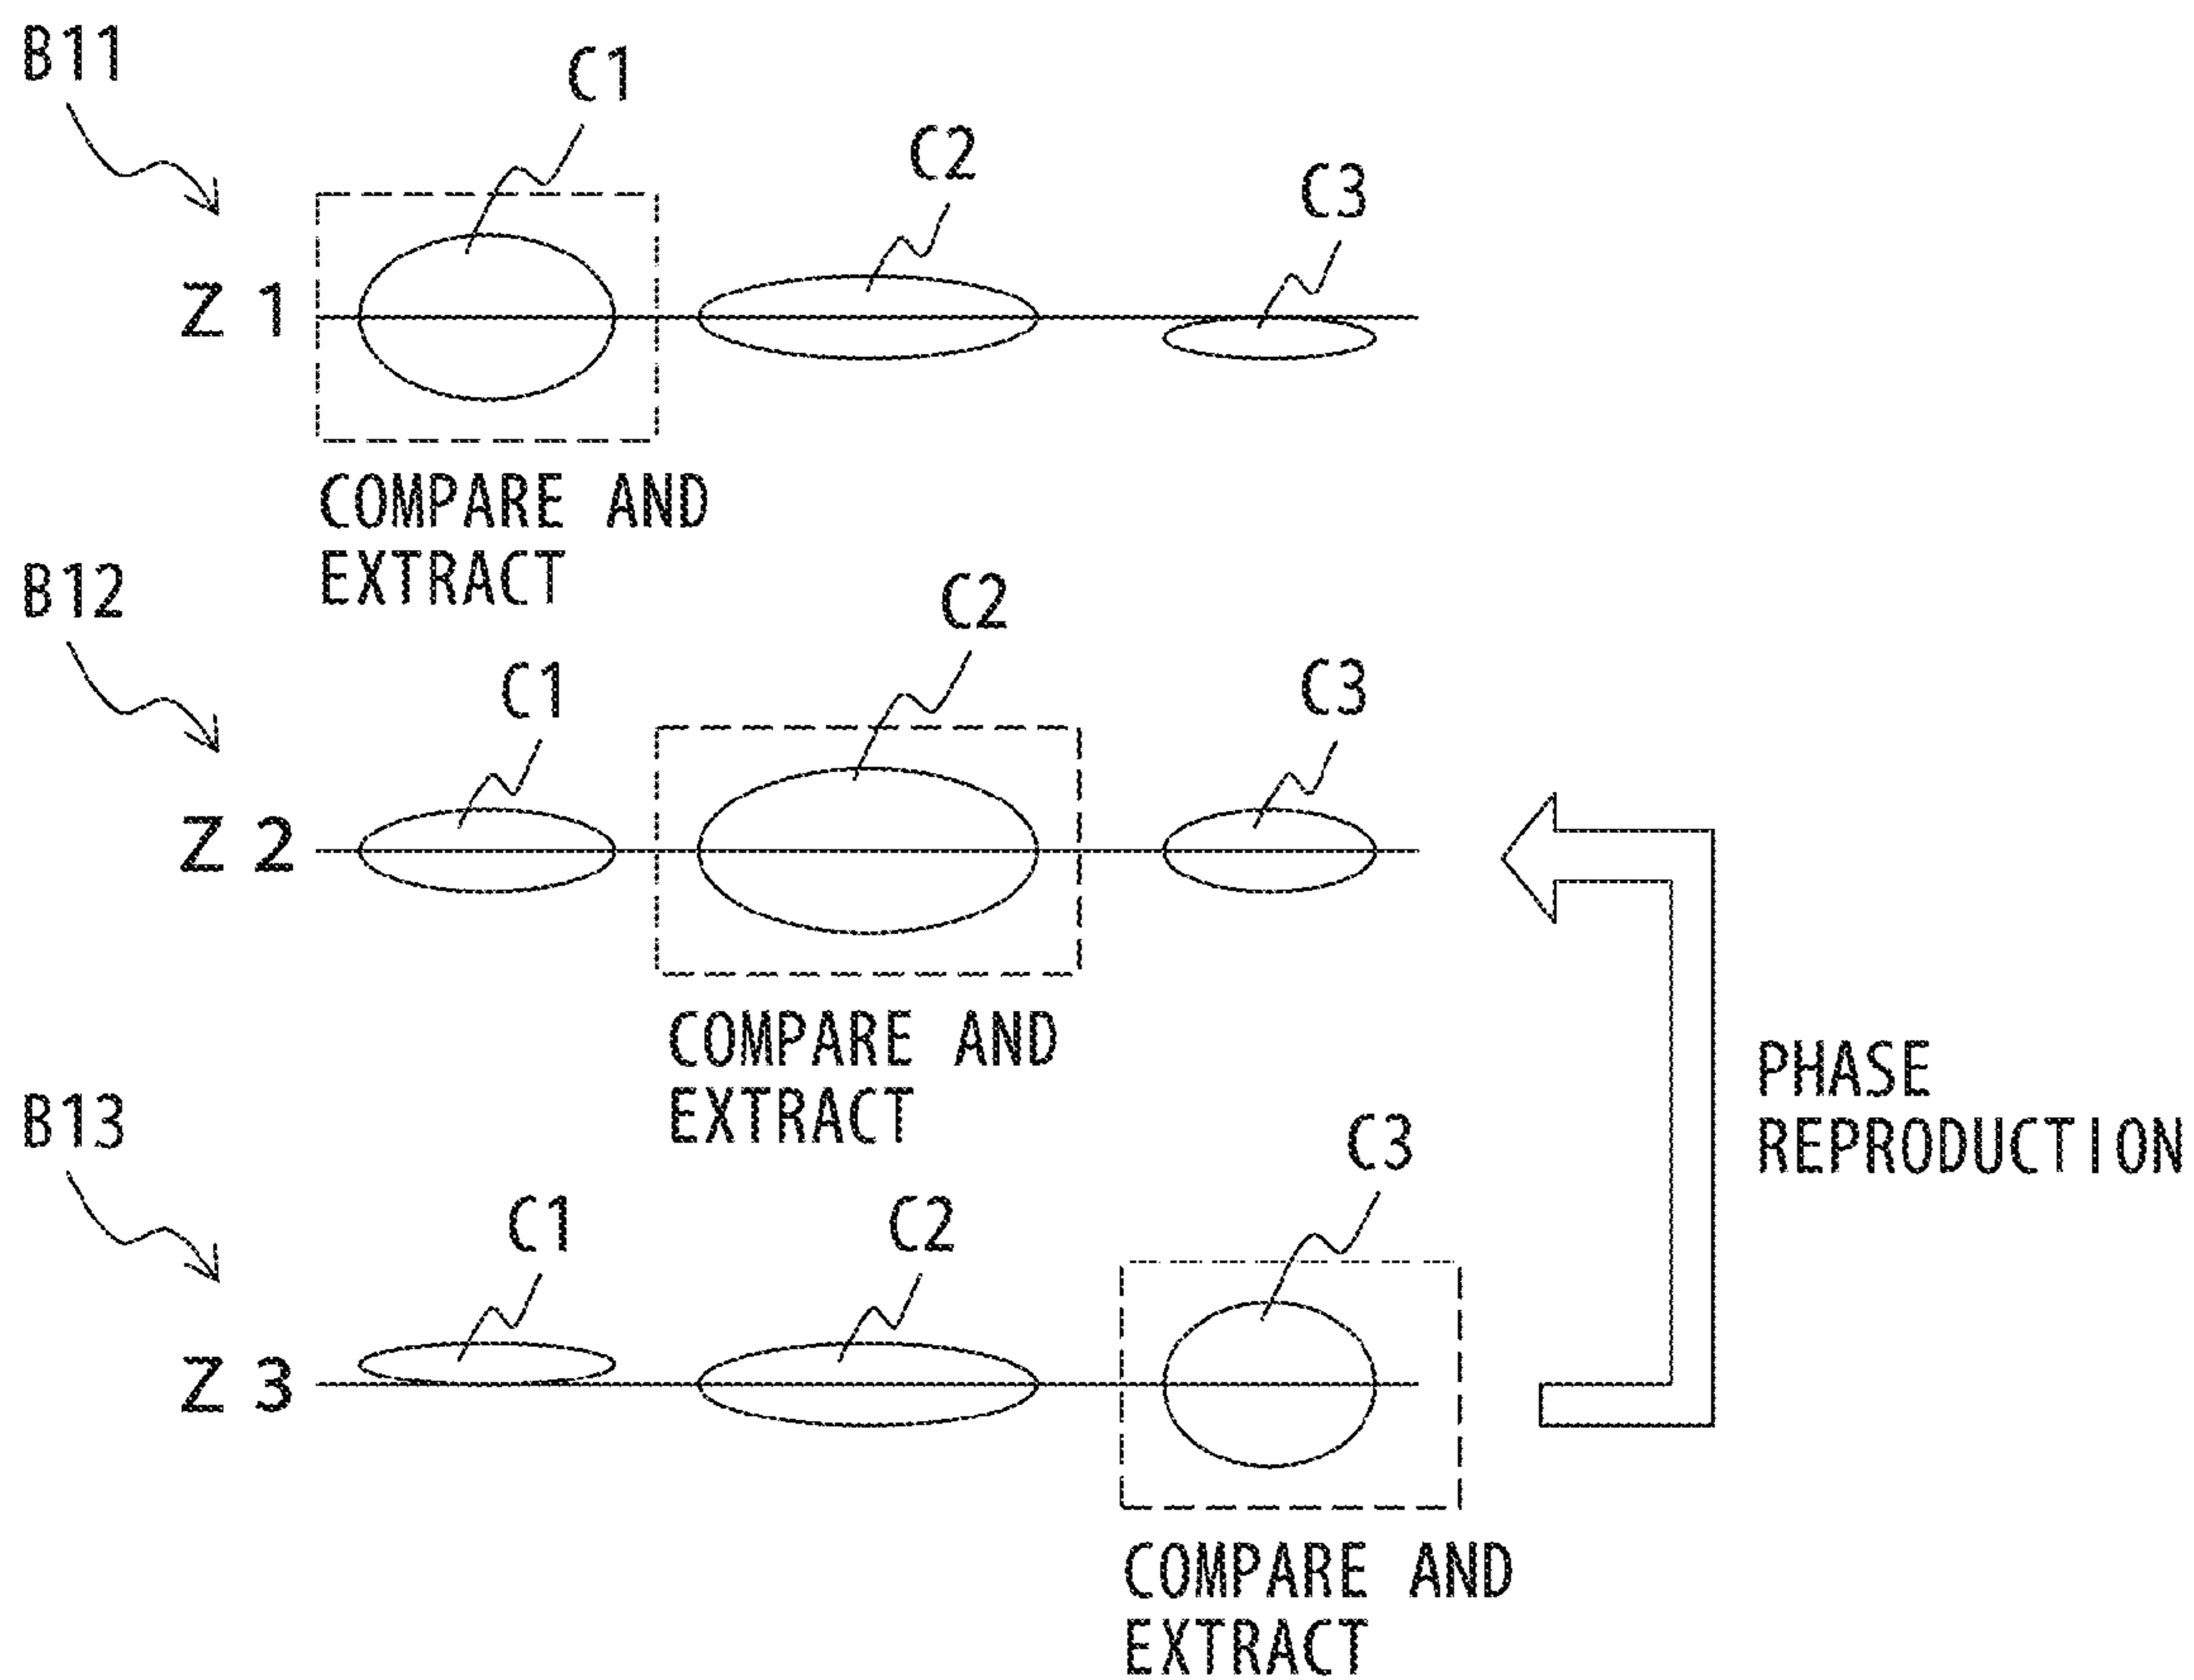 B11
C1
C2
C3
Z 1
COMPARE AND
EXTRACT
B12
C2
C1
C3
Z 2
COMPARE AND
EXTRACT
PHASE
REPRODUCTION
B13
C3
C1
C2
Z 3
COMPARE AND
EXTRACT